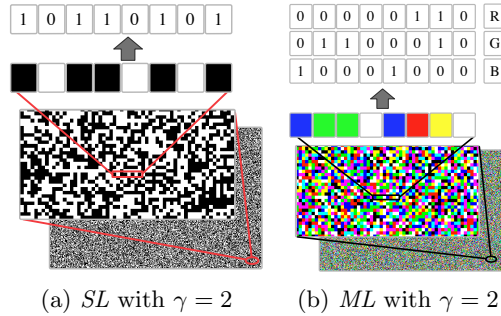 1 0 1 1 0 1 0 1
0 0 0 0 0 1 1 0 R
0 1 1 0 0 0 1 0 G
1 0 0 0 1 0 0 0 B
(a) SL with γ = 2
(b) ML with γ = 2